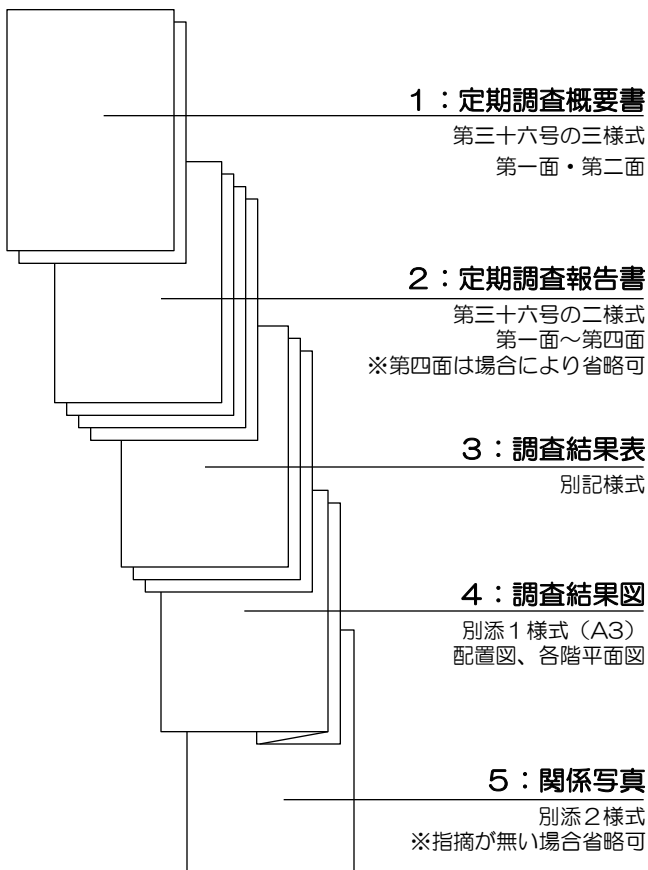 1：定期調査概要書
第三十六号の三様式
第一面・第二面
2：定期調査報告書
第三十六号の二様式
第一面～第四面
※第四面は場合により省略可
3：調査結果表
別記様式
4：調査結果図
別添1様式（A3）
配置図、各階平面図
5：関係写真
別添2様式
※指摘が無い場合省略可